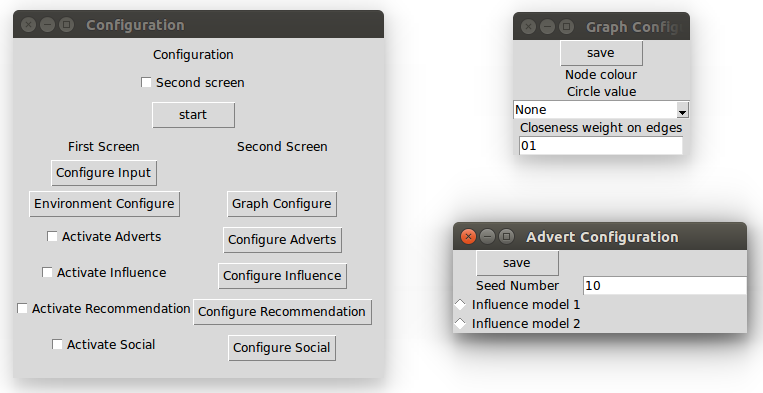 Configuration
Configuration
Second screen
start
First Screen
Second Screen
Configure Input
Environment Configure
Graph Configure
Activate Adverts
Configure Adverts
Activate Influence
Configure Influence
Activate Recommendation
Configure Recommendation
Activate Social
Configure Social
Graph Config
save
Node colour
Circle value
None
Closeness weight on edges
01
Advert Configuration
save
Seed Number
10
Influence model 1
Influence model 2